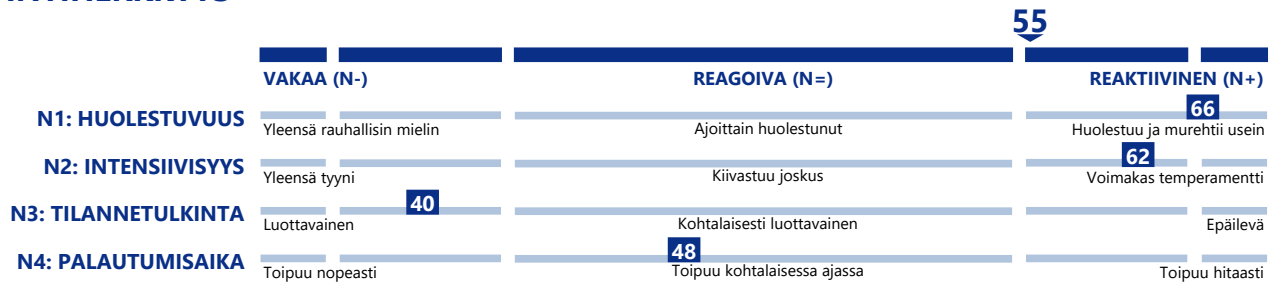 55
VAKAA (N-) REAGOIVA (N=) REAKTIIVINEN (N+)
N1: HUOLESTUVUUS 66
Yleensä rauhallisin mielin Ajoittain huolestunut Huolestuu ja murehtii usein
N2: INTENSIIVISYYS 62
Yleensä tyyni Kiivastuu joskus Voimakas temperamentti
N3: TILANNETULKINTA 40
Luottavainen Kohtalaisesti luottavainen Epäilevä
N4: PALAUTUMISAIKA 48
Toipuu nopeasti Toipuu kohtalaisessa ajassa Toipuu hitaasti